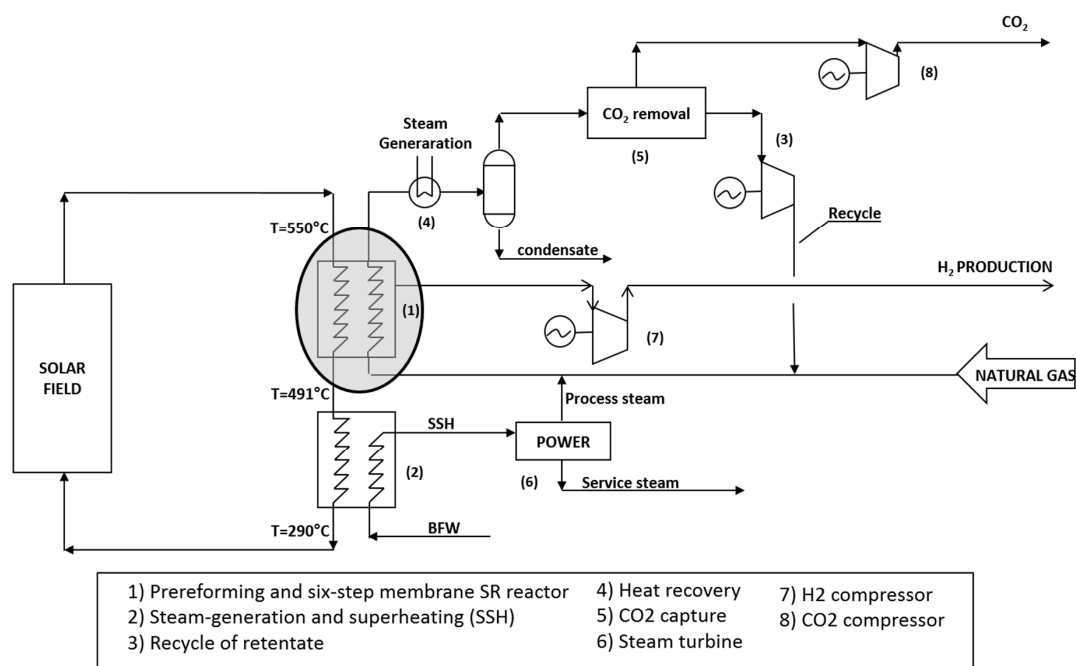 CO₂
(8)
CO₂ removal
(5)
(3)
Steam
Generaration
(4)
Recycle
T=550°C
condensate
H₂ PRODUCTION
(1)
(7)
SOLAR
FIELD
NATURAL GAS
T=491°C
Process steam
SSH
POWER
(2)
(6)
Service steam
T=290°C
BFW
1) Prereforming and six-step membrane SR reactor
2) Steam-generation and superheating (SSH)
3) Recycle of retentate
4) Heat recovery
5) CO2 capture
6) Steam turbine
7) H2 compressor
8) CO2 compressor